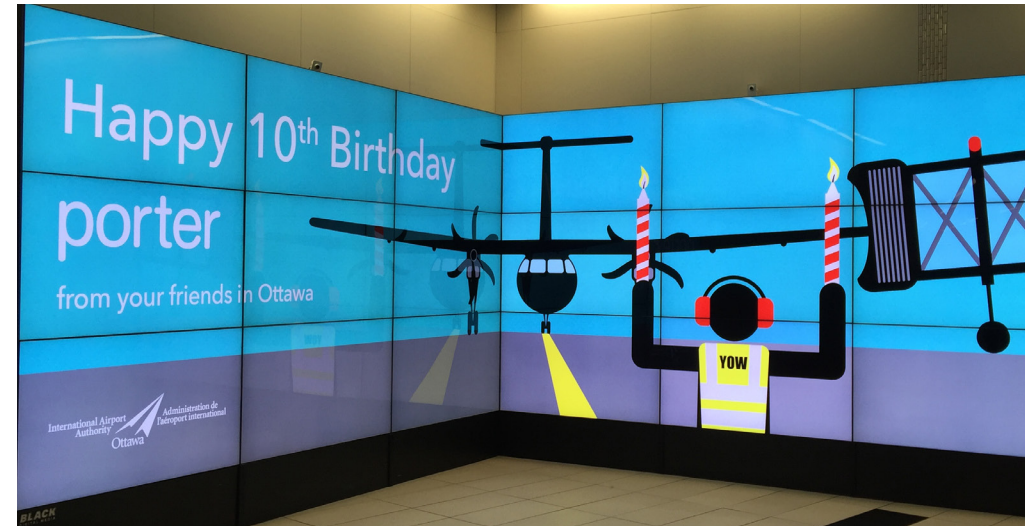 Happy 10th Birthday
porter
from your friends in Ottawa
International Airport
Authority
Ottawa
Administration de
l'aéroport international
YOW
BLACK